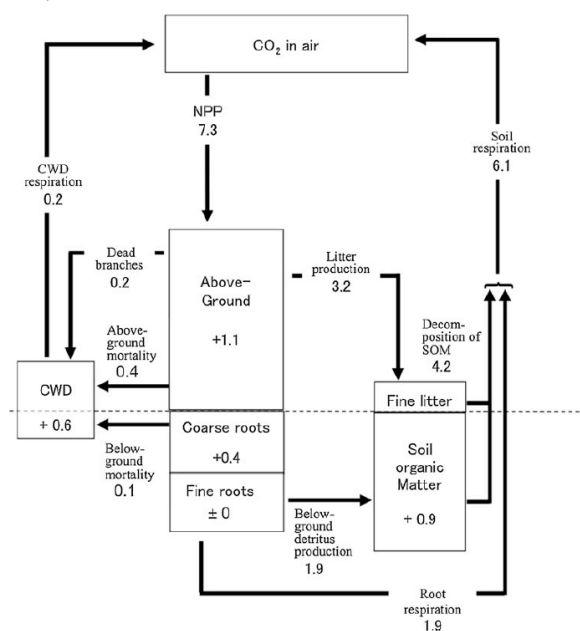 CO₂ in air
NPP
7.3
CWD
respiration
0.2
Soil
respiration
6.1
Dead
branches
0.2
Above-
Ground
+1.1
Litter
production
3.2
Above-
ground
mortality
0.4
Decom-
position of
SOM
4.2
CWD
+ 0.6
Fine litter
Coarse roots
+0.4
Below-
ground
mortality
0.1
Soil
organic
Matter
+ 0.9
Fine roots
± 0
Below-
ground
detritus
production
1.9
Root
respiration
1.9